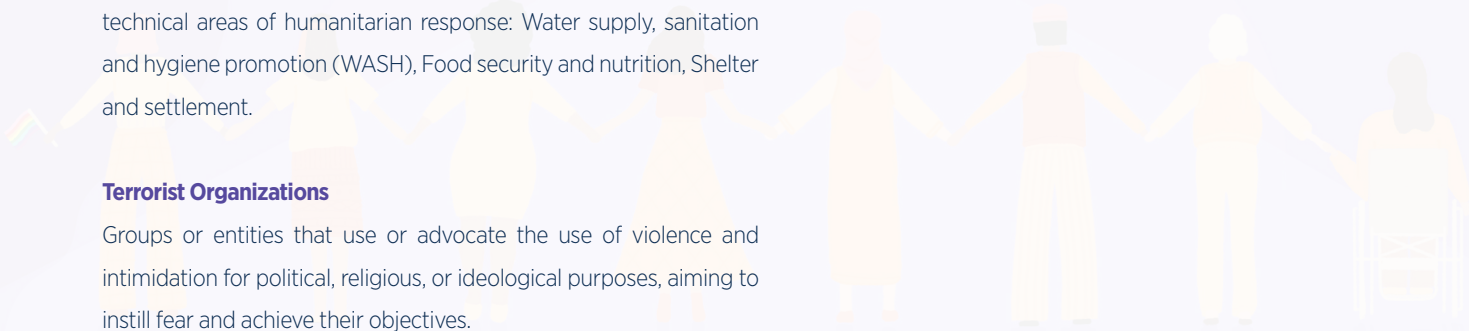 technical areas of humanitarian response: Water supply, sanitation
and hygiene promotion (WASH), Food security and nutrition, Shelter
and settlement.
Terrorist Organizations
Groups or entities that use or advocate the use of violence and
intimidation for political, religious, or ideological purposes, aiming to
instill fear and achieve their objectives.